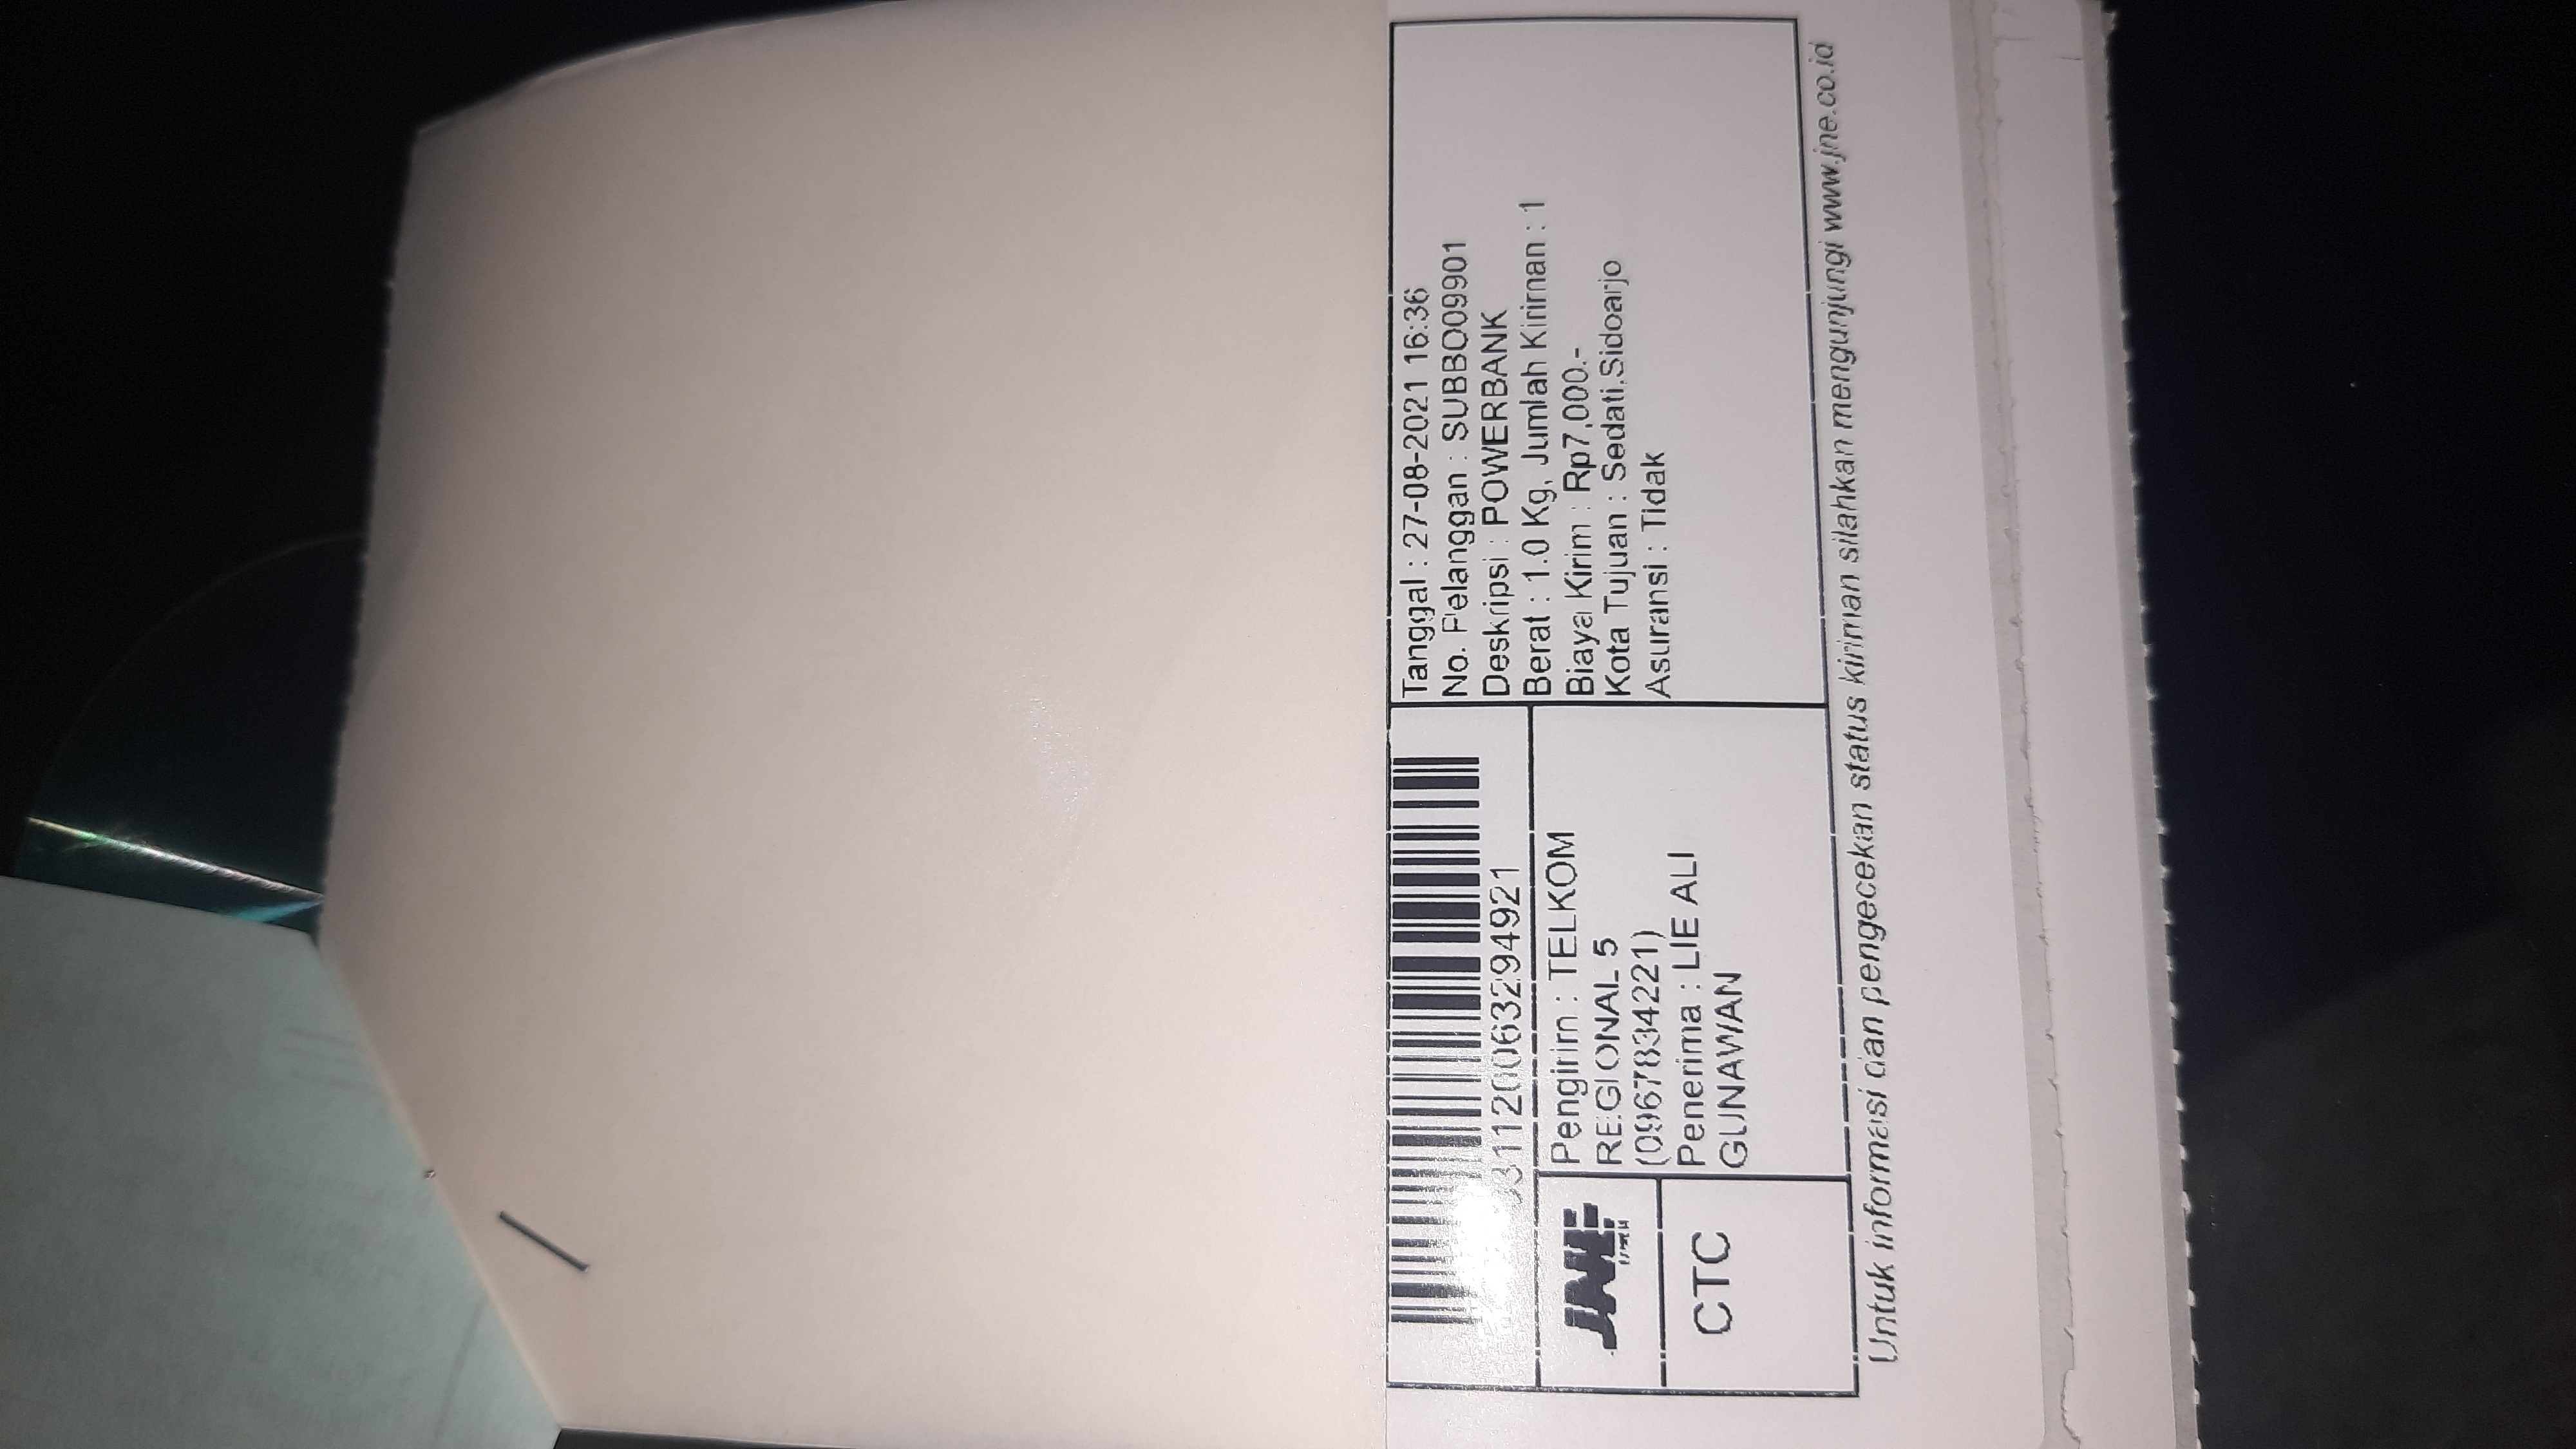 Tanggal : 27-08-2021 16:36
No. Pelanggan : SUBBO09901
Deskripsi : POWERBANK
Berat : 1.0 Kg, Jumlah Kiriman : 1
Biaya Kirim : Rp7,000.-
Kota Tujuan : Sedati,Sidoarjo
Asuransi : Tidak
JNE
CTC
Pengirim : TELKOM
REGIONAL 5
(0967834221)
Penerima : LIE ALI
GUNAWAN
Untuk informasi dan pengecekan status kiriman silahkan mengunjungi www.jne.co.id